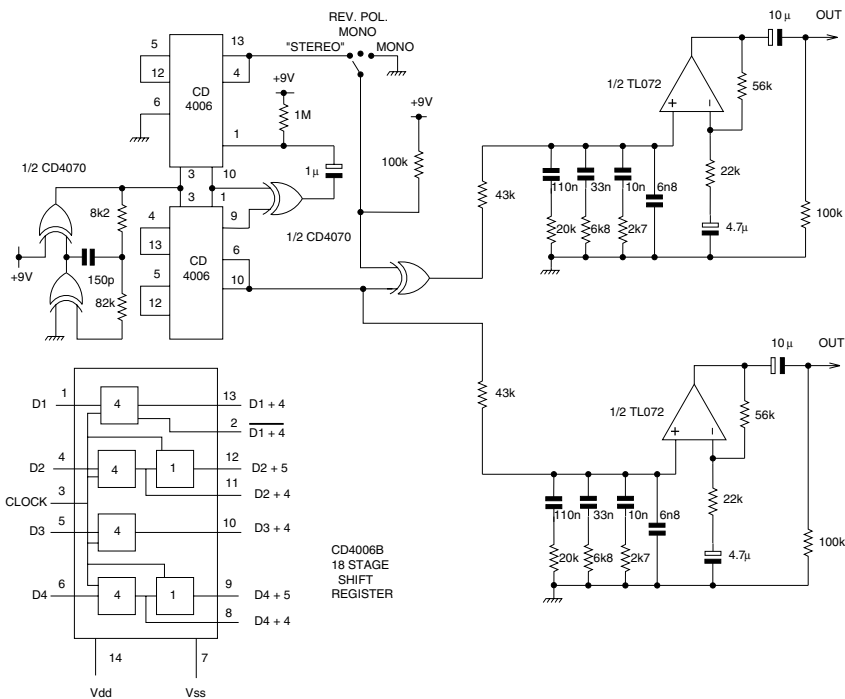 REV. POL.
MONO
"STEREO"
MONO
5
13
12
4
6
CD
4006
1
+9V
1M
1µ
+9V
100k
1/2 CD4070
3
10
3
1
8k2
4
9
13
CD
4006
6
5
10
12
1/2 CD4070
+9V
150p
82k
43k
110n
33n
10n
6n8
20k
6k8
2k7
1/2 TL072
+
–
56k
22k
4.7µ
10 µ
OUT
100k
43k
110n
33n
10n
6n8
20k
6k8
2k7
1/2 TL072
+
–
56k
22k
4.7µ
10 µ
OUT
100k
D1
1
4
13
D1 + 4
2
D1 + 4
D2
4
4
1
12
D2 + 5
11
D2 + 4
CLOCK
3
D3
5
4
10
D3 + 4
D4
6
4
1
9
D4 + 5
8
D4 + 4
14
7
Vdd
Vss
CD4006B
18 STAGE
SHIFT
REGISTER